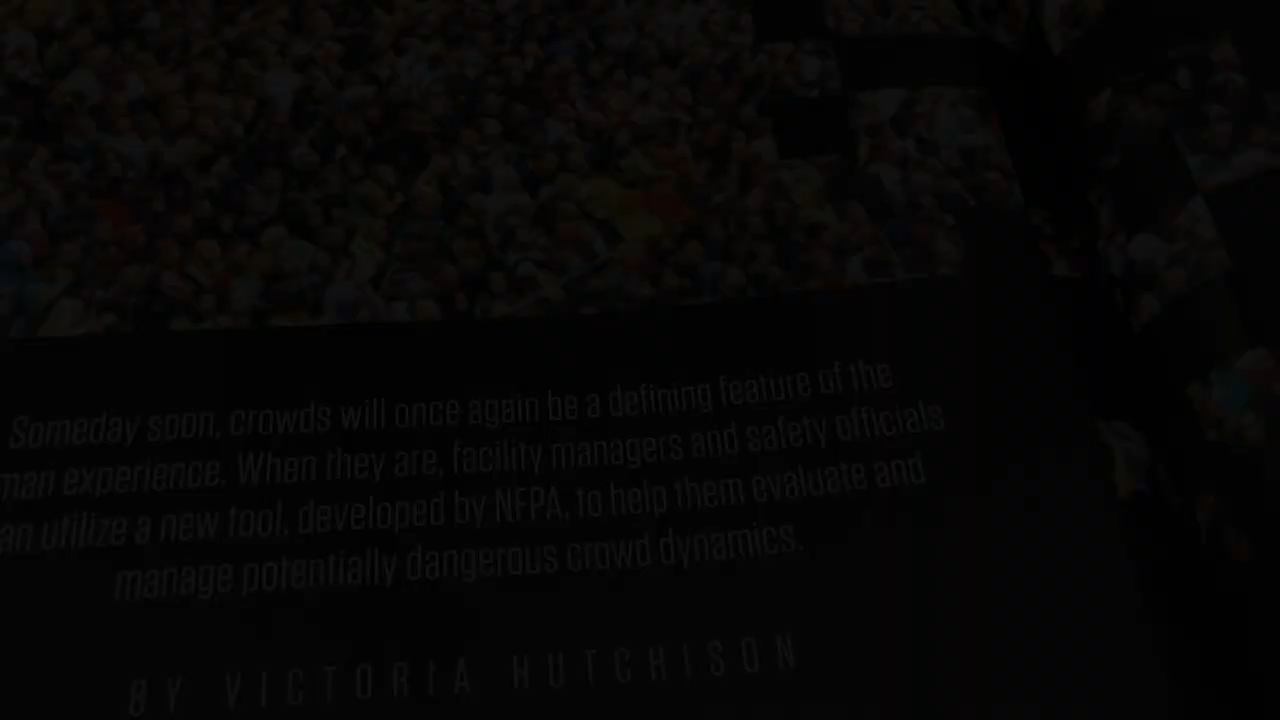 Someday soon, crowds will once again be a defining feature of the
man experience. When they are, facility managers and safety officials
an utilize a new tool, developed by NFPA, to help them evaluate and
manage potentially dangerous crowd dynamics.
BY VICTORIA HUTCHISON